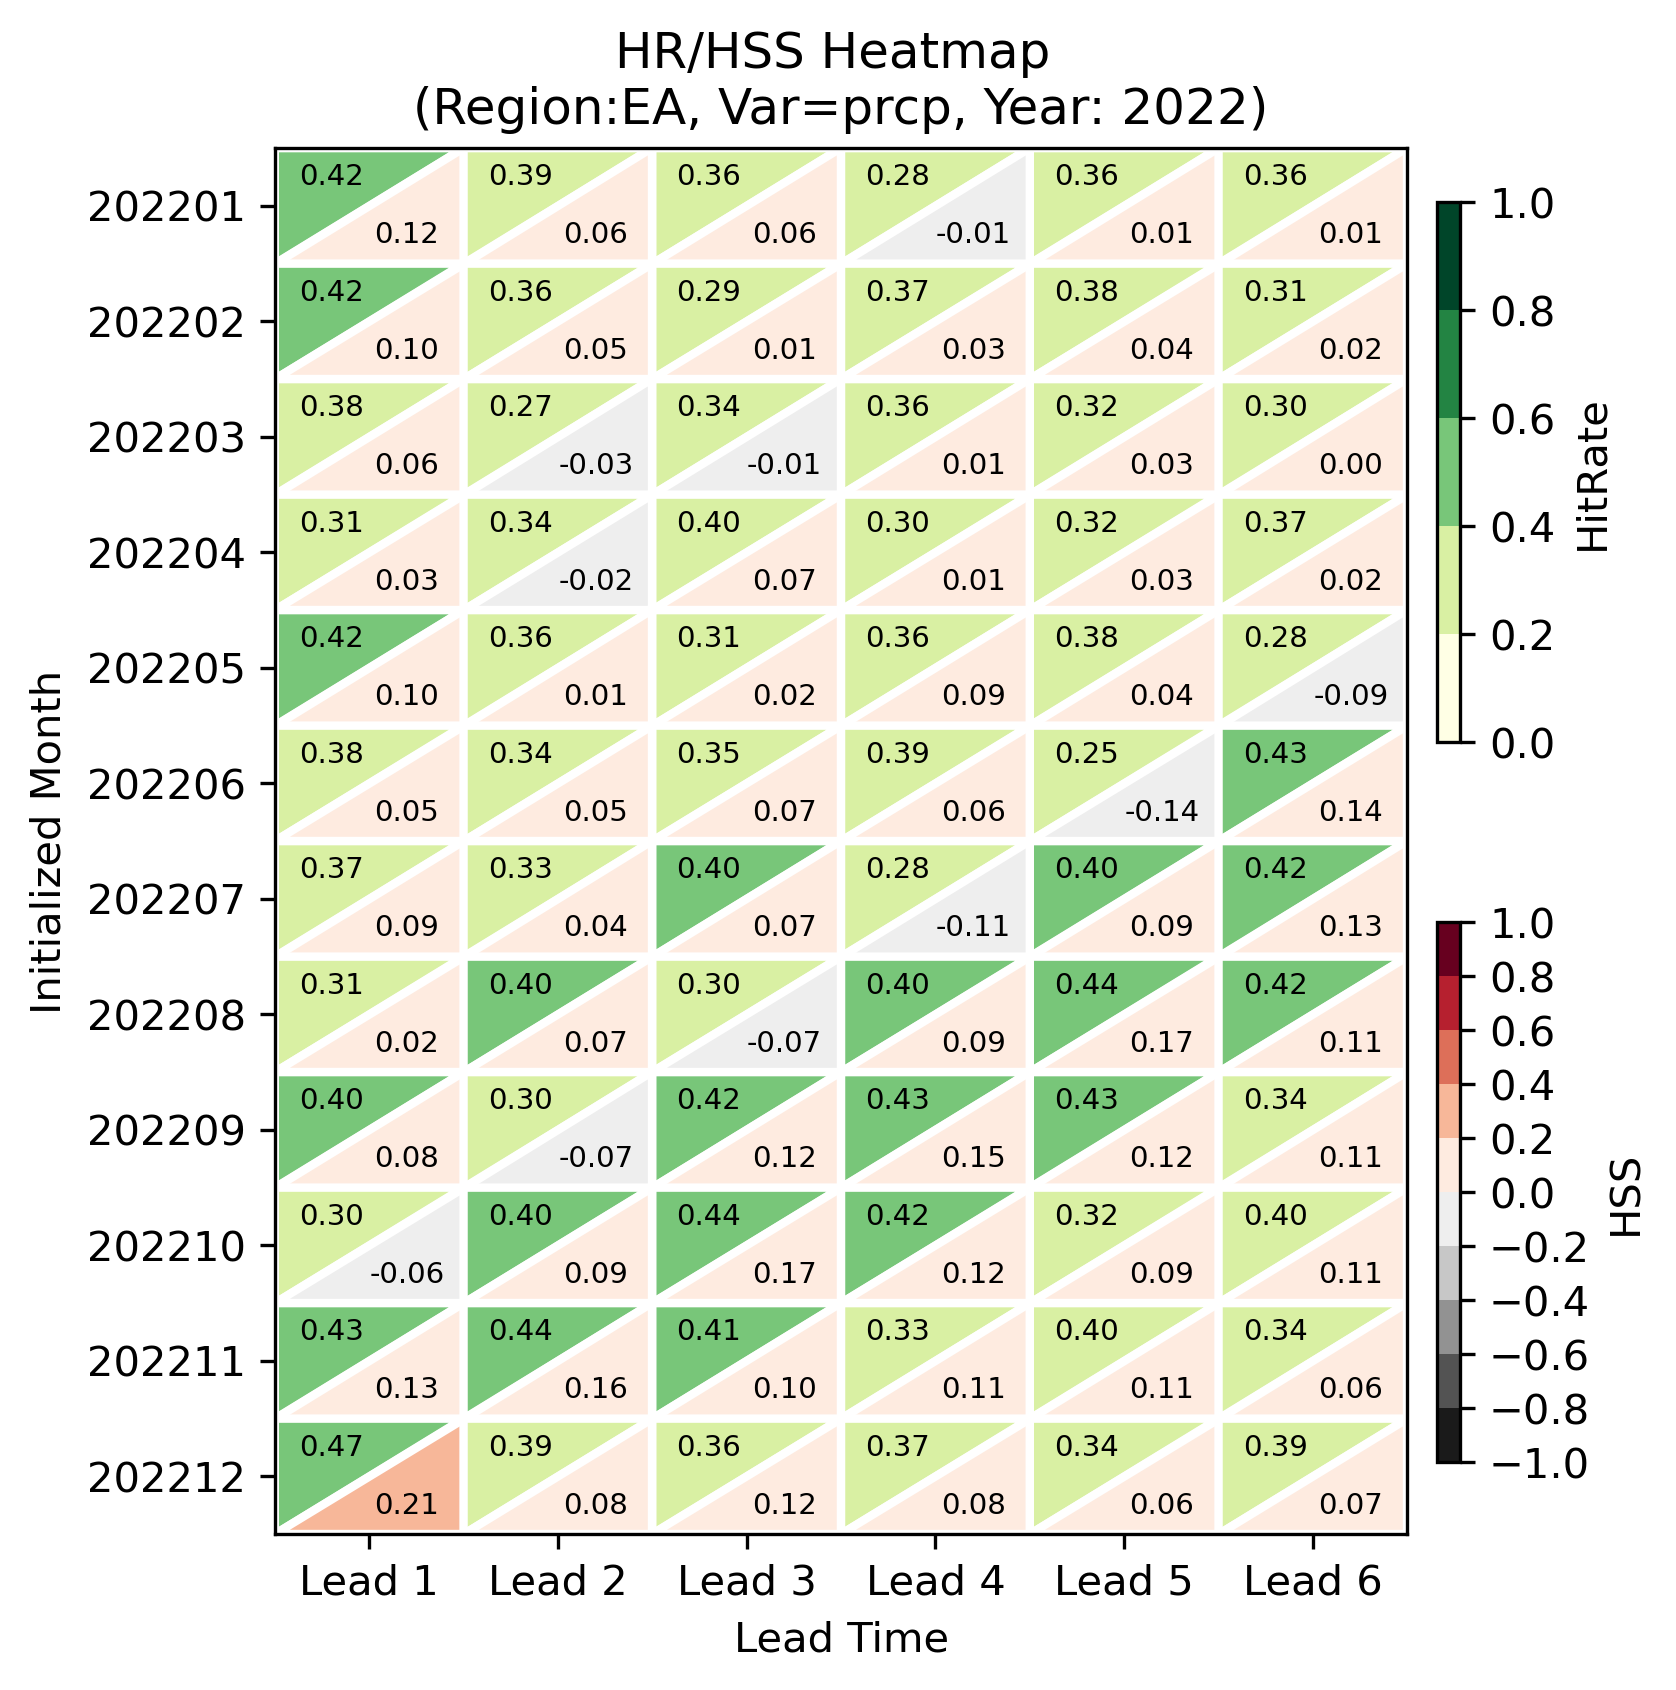 HR/HSS Heatmap
(Region:EA, Var=prcp, Year: 2022)
Initialized Month
202201
0.42 0.39 0.36 0.28 0.36 0.36
0.12 0.06 0.06 -0.01 0.01 0.01
202202
0.42 0.36 0.29 0.37 0.38 0.31
0.10 0.05 0.01 0.03 0.04 0.02
202203
0.38 0.27 0.34 0.36 0.32 0.30
0.06 -0.03 -0.01 0.01 0.03 0.00
202204
0.31 0.34 0.40 0.30 0.32 0.37
0.03 -0.02 0.07 0.01 0.03 0.02
202205
0.42 0.36 0.31 0.36 0.38 0.28
0.10 0.01 0.02 0.09 0.04 -0.09
202206
0.38 0.34 0.35 0.39 0.25 0.43
0.05 0.05 0.07 0.06 -0.14 0.14
202207
0.37 0.33 0.40 0.28 0.40 0.42
0.09 0.04 0.07 -0.11 0.09 0.13
202208
0.31 0.40 0.30 0.40 0.44 0.42
0.02 0.07 -0.07 0.09 0.17 0.11
202209
0.40 0.30 0.42 0.43 0.43 0.34
0.08 -0.07 0.12 0.15 0.12 0.11
202210
0.30 0.40 0.44 0.42 0.32 0.40
-0.06 0.09 0.17 0.12 0.09 0.11
202211
0.43 0.44 0.41 0.33 0.40 0.34
0.13 0.16 0.10 0.11 0.11 0.06
202212
0.47 0.39 0.36 0.37 0.34 0.39
0.21 0.08 0.12 0.08 0.06 0.07
Lead 1 Lead 2 Lead 3 Lead 4 Lead 5 Lead 6
Lead Time
1.0
0.8
0.6
0.4
0.2
0.0
HitRate
1.0
0.8
0.6
0.4
0.2
0.0
−0.2
−0.4
−0.6
−0.8
−1.0
HSS